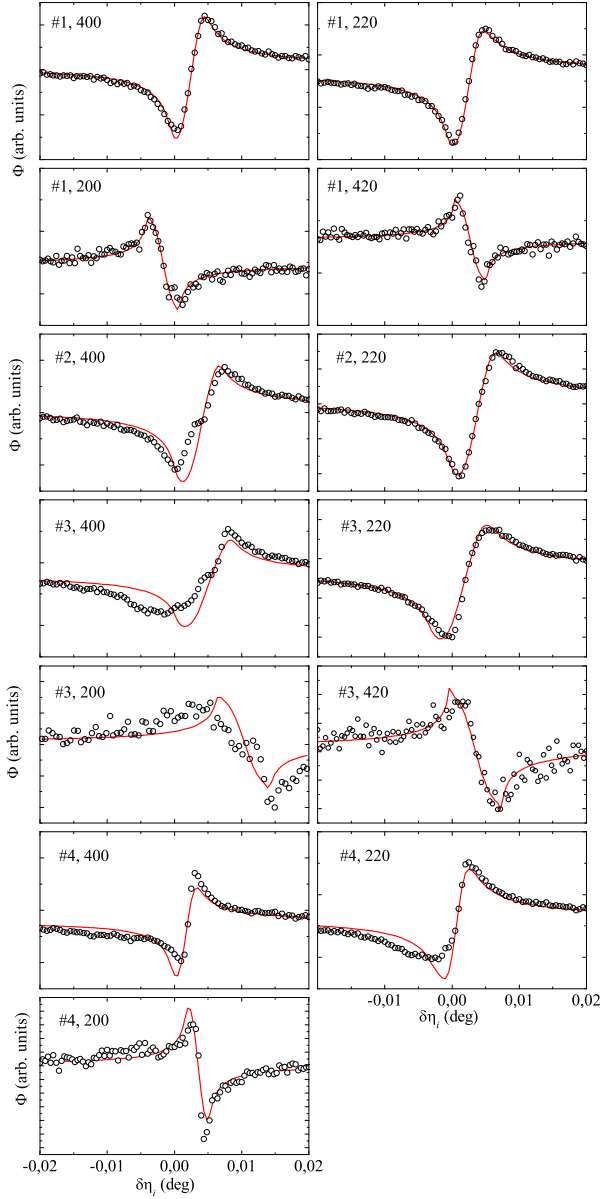 #1, 400
#1, 220
Φ (arb. units)
#1, 200
#1, 420
#2, 400
#2, 220
Φ (arb. units)
#3, 400
#3, 220
#3, 200
#3, 420
Φ (arb. units)
#4, 400
#4, 220
-0,01 0,00 0,01 0,02
δηi (deg)
#4, 200
Φ (arb. units)
-0,02 -0,01 0,00 0,01 0,02
δηi (deg)